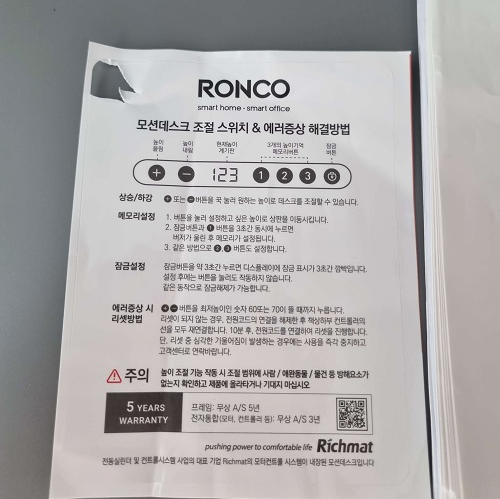 RONCO
smart home · smart office
모션데스크 조절 스위치 & 에러증상 해결방법
높이 올림
높이 내림
현재높이 계기판
3개의 높이기억 메모리버튼
잠금 버튼
+ − 123 1 2 3
상승/하강 + 또는 − 버튼을 꾹 눌러 원하는 높이로 데스크를 조절할 수 있습니다.
메모리설정 1. 버튼을 눌러 설정하고 싶은 높이로 상판을 이동시킵니다.
2. 잠금버튼과 1 버튼을 3초간 동시에 누르면
버저가 울린 후 메모리가 설정됩니다.
3. 같은 방법으로 2, 3 버튼도 설정합니다.
잠금설정 잠금버튼을 약 3초간 누르면 디스플레이에 잠금 표시가 3초간 깜빡입니다.
설정 후에는 버튼을 눌러도 작동하지 않습니다.
같은 동작으로 잠금해제가 가능합니다.
에러증상 시 + − 버튼을 최저높이인 숫자 60또는 70이 뜰 때까지 누릅니다.
리셋방법 리셋이 되지 않는 경우, 전원코드의 연결을 해제한 후 책상하부 컨트롤러의
선을 모두 재연결합니다. 10분 후, 전원코드를 연결하여 리셋을 진행합니다.
단, 리셋 중 심각한 기울어짐이 발생하는 경우에는 사용을 즉각 중지하고
고객센터로 연락바랍니다.
주의 높이 조절 기능 작동 시 조절 범위에 사람 / 애완동물 / 물건 등 방해요소가
없는지 확인하고 제품에 올라타거나 기대지 마십시오
5 YEARS WARRANTY
프레임: 무상 A/S 5년
전자통합(모터, 컨트롤러 등): 무상 A/S 3년
pushing power to comfortable life Richmat
전동실린더 및 컨트롤시스템 사업의 대표 기업 Richmat의 모터컨트롤 시스템이 내장된 모션데스크입니다